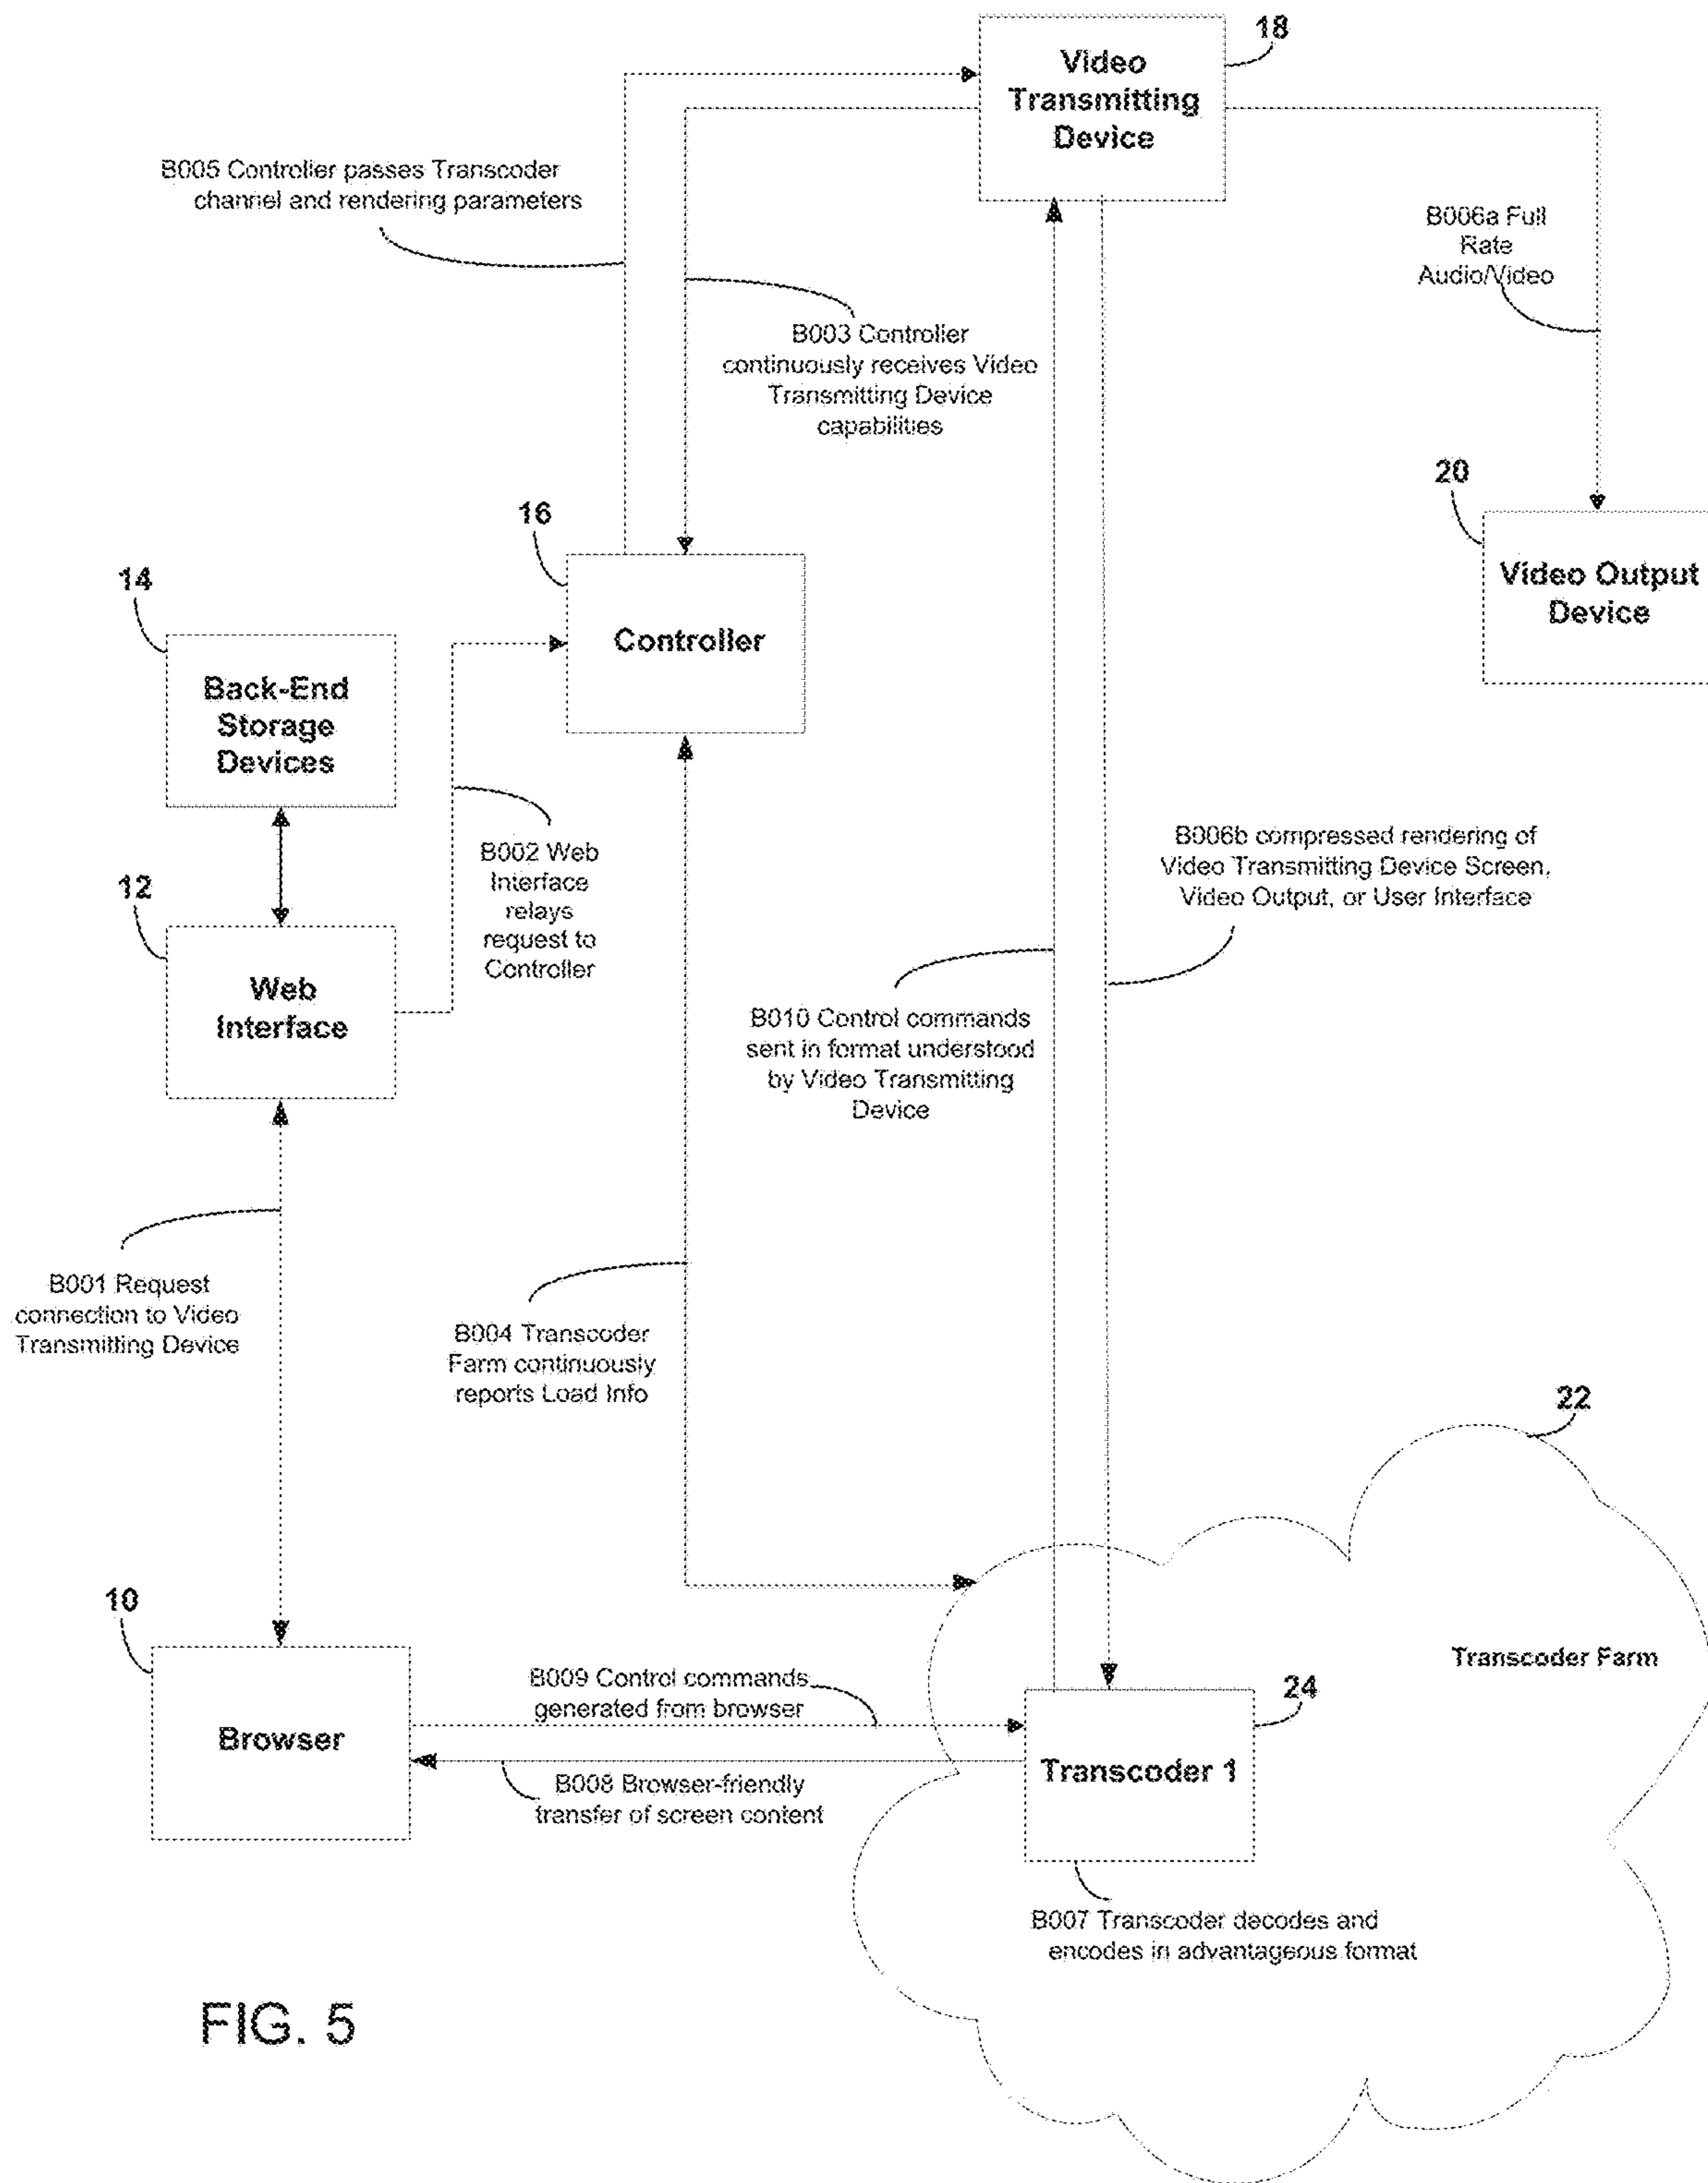 18
Video
Transmitting
Device
B005 Controller passes Transcoder
channel and rendering parameters
B006a Full
Rate
Audio/Video
B003 Controller
continuously receives Video
Transmitting Device
capabilities
20
Video Output
Device
16
Controller
14
Back-End
Storage
Devices
B002 Web
Interface
relays
request to
Controller
B006b compressed rendering of
Video Transmitting Device Screen,
Video Output, or User Interface
12
Web
Interface
B010 Control commands
sent in format understood
by Video Transmitting
Device
B001 Request
connection to Video
Transmitting Device
B004 Transcoder
Farm continuously
reports Load Info
22
Transcoder Farm
10
Browser
B009 Control commands
generated from browser
B008 Browser-friendly
transfer of screen content
24
Transcoder 1
B007 Transcoder decodes and
encodes in advantageous format
FIG. 5